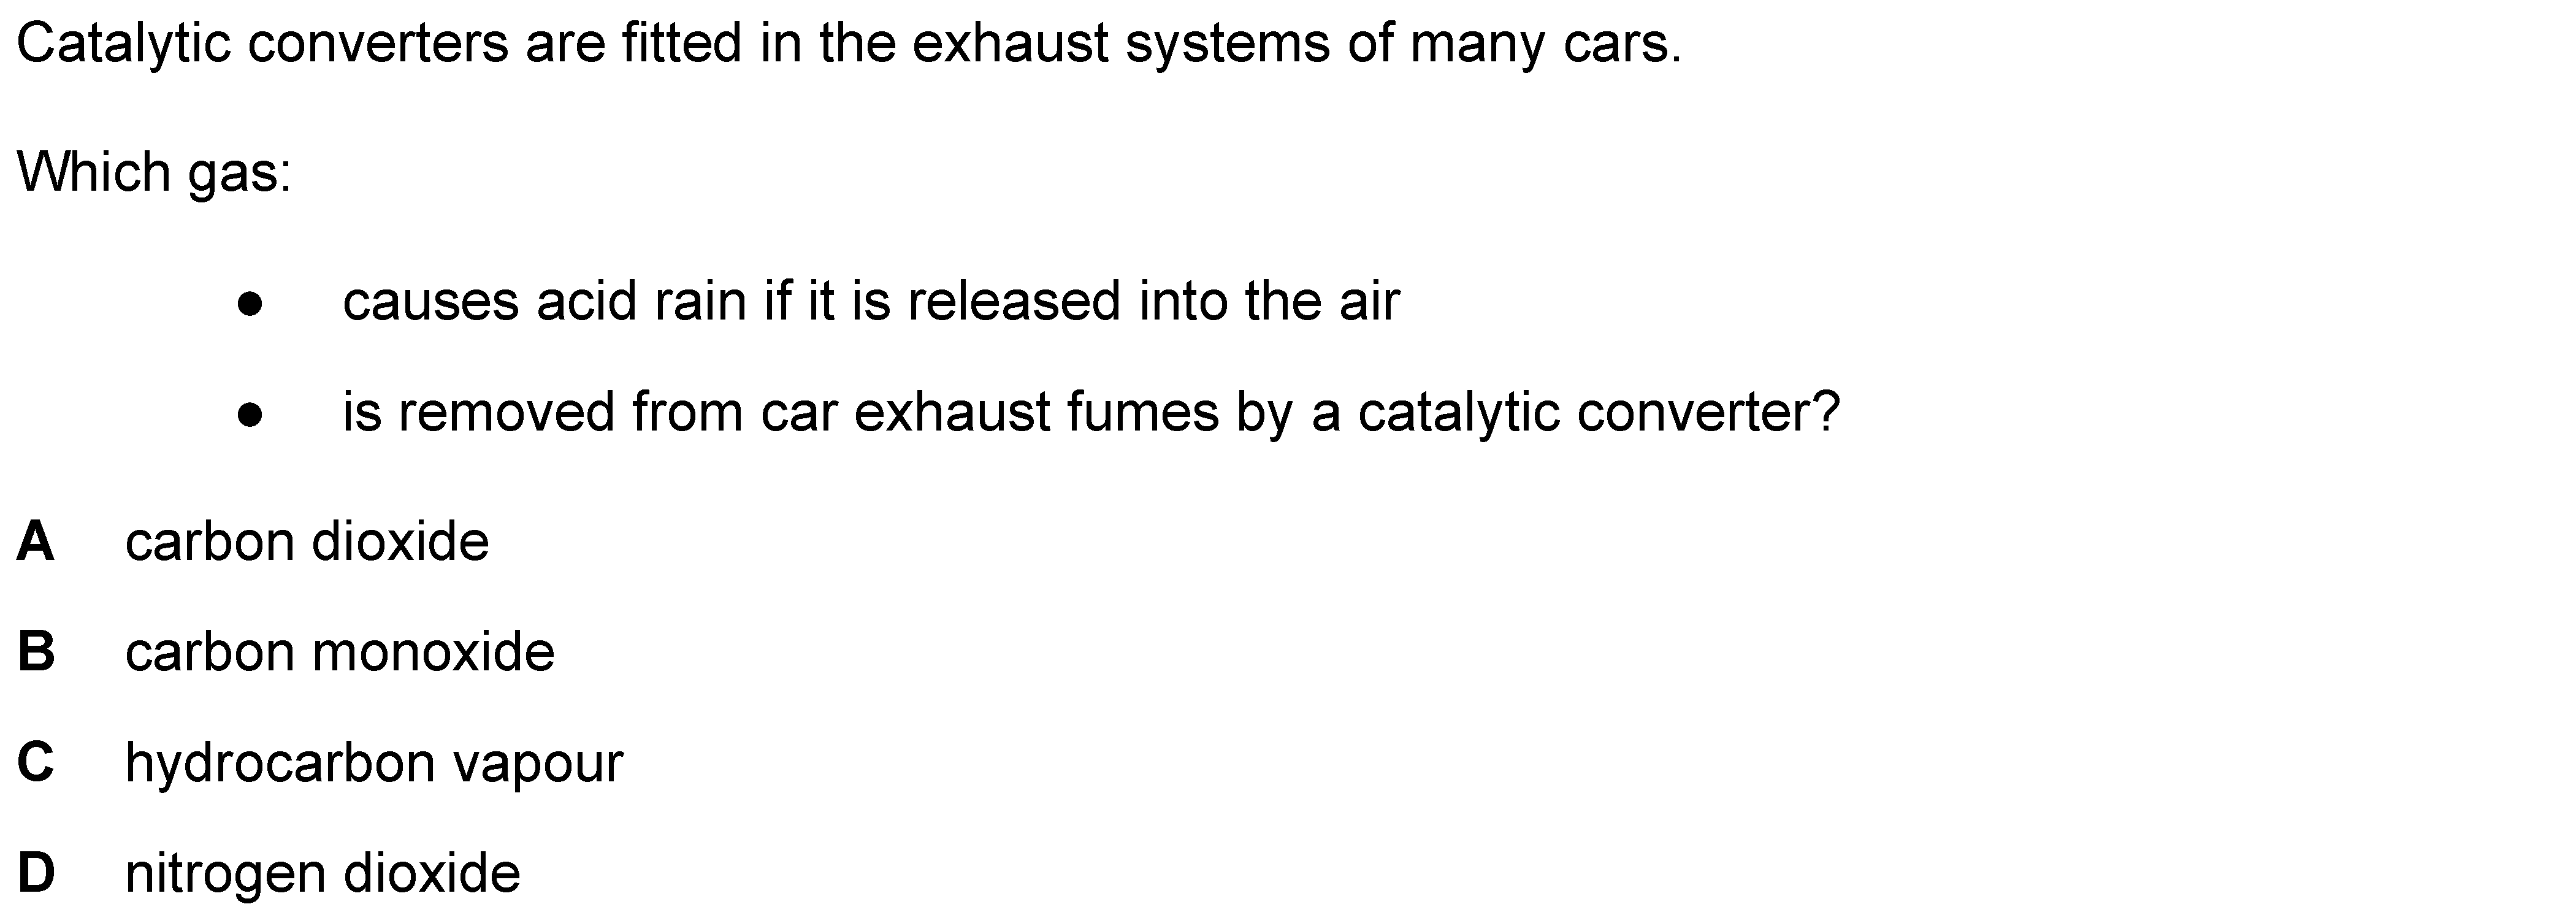 Catalytic converters are fitted in the exhaust systems of many cars.
Which gas:
● causes acid rain if it is released into the air
● is removed from car exhaust fumes by a catalytic converter?
A carbon dioxide
B carbon monoxide
C hydrocarbon vapour
D nitrogen dioxide